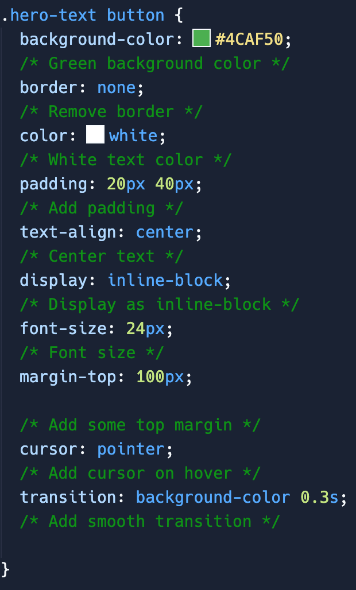 .hero-text button {
background-color: #4CAF50;
/* Green background color */
border: none;
/* Remove border */
color: white;
/* White text color */
padding: 20px 40px;
/* Add padding */
text-align: center;
/* Center text */
display: inline-block;
/* Display as inline-block */
font-size: 24px;
/* Font size */
margin-top: 100px;
/* Add some top margin */
cursor: pointer;
/* Add cursor on hover */
transition: background-color 0.3s;
/* Add smooth transition */
}